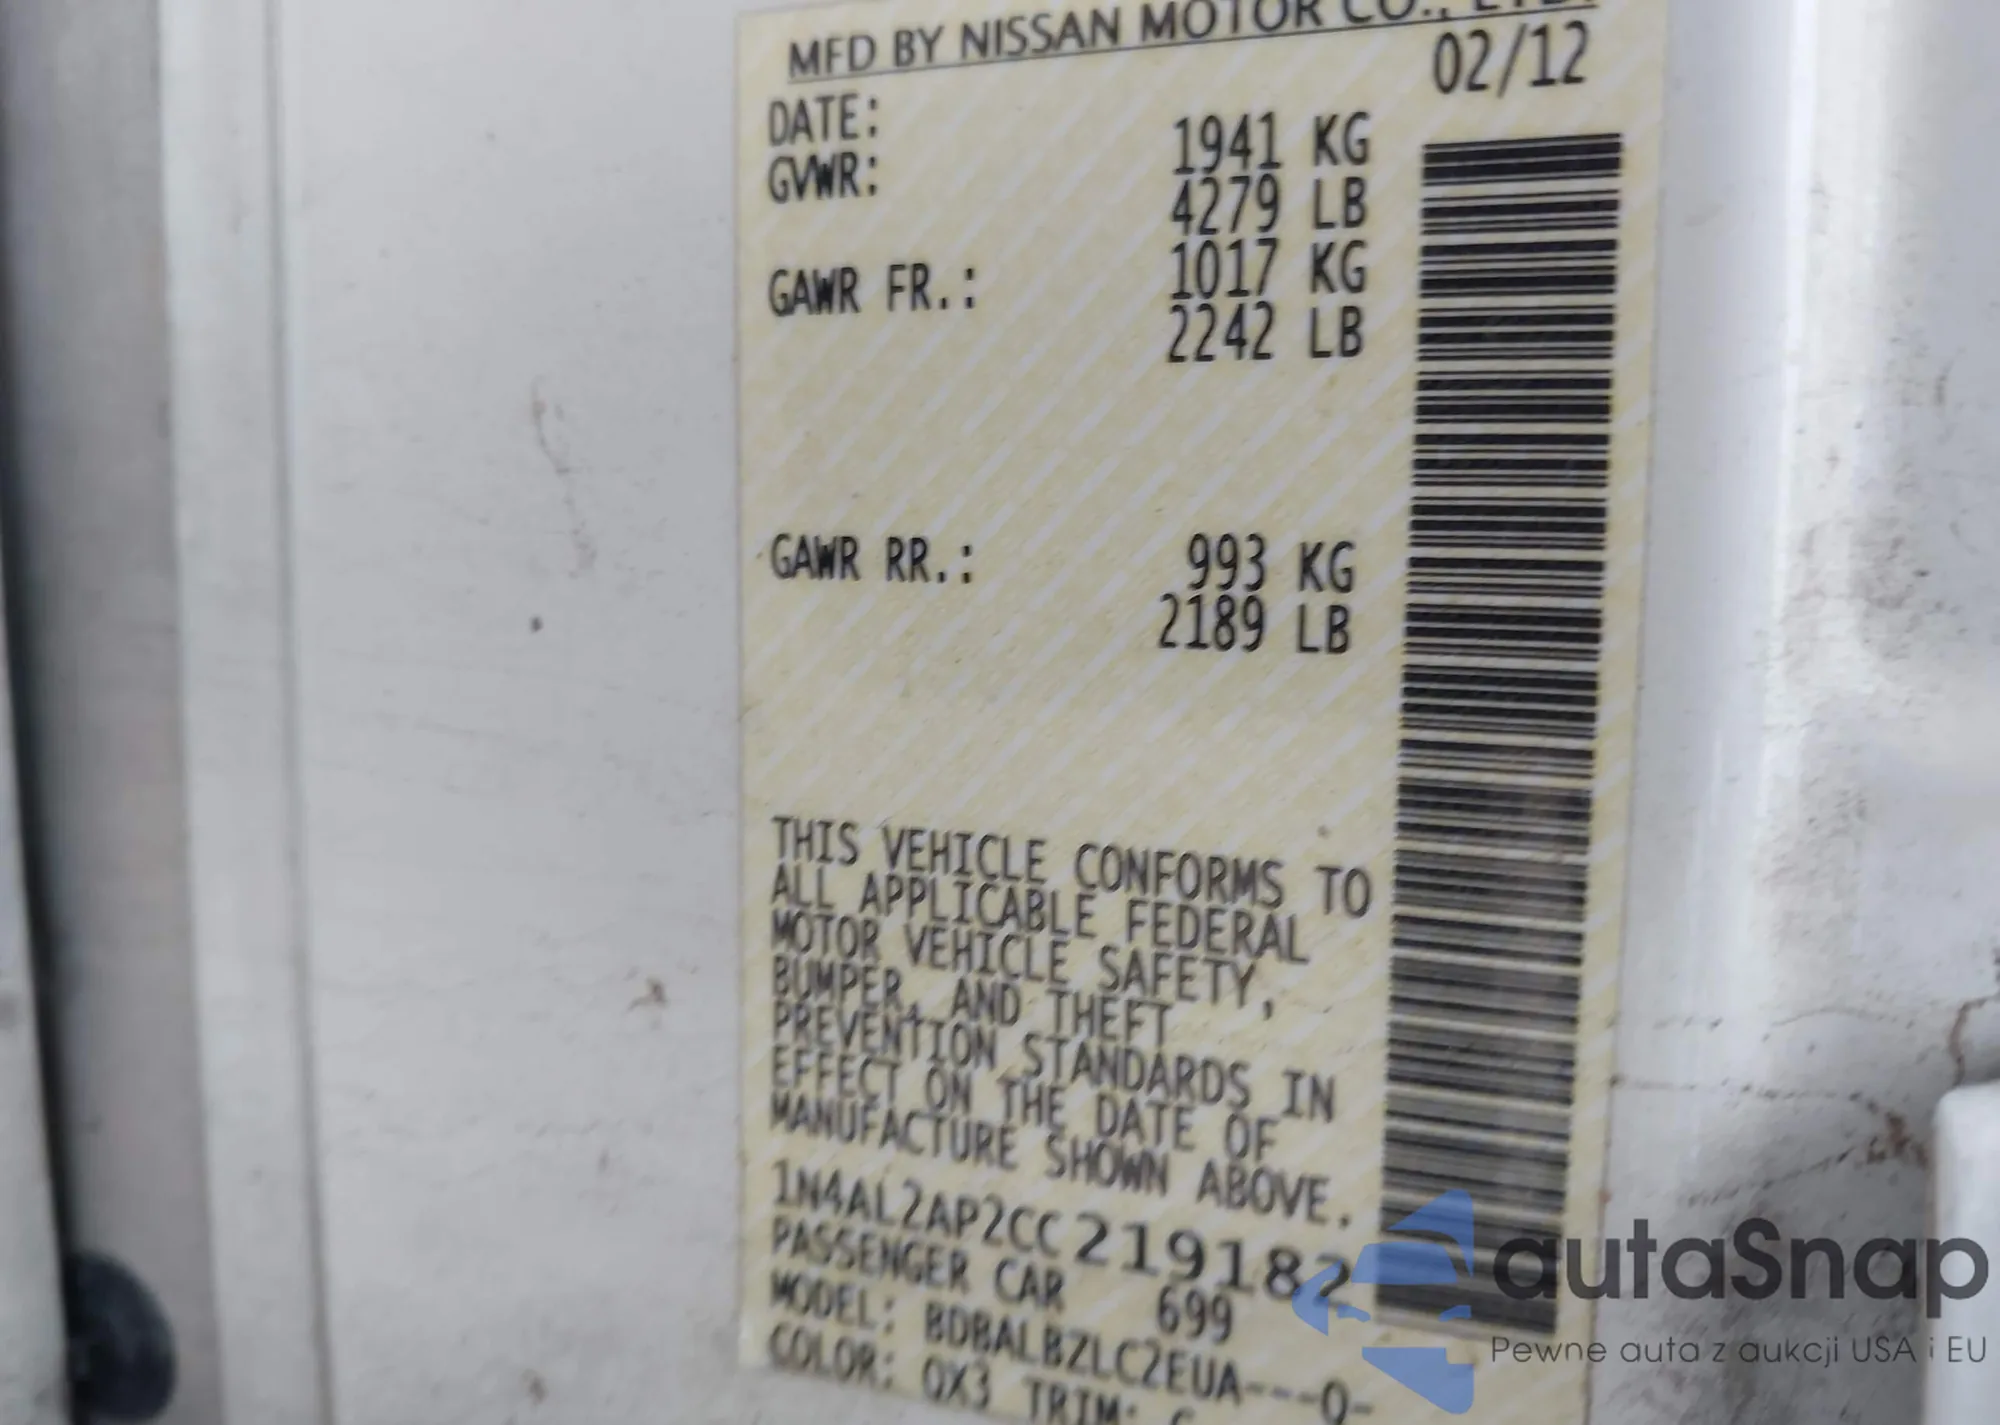 MFD BY NISSAN MOTOR CO., LTD.
DATE: 02/12
GVWR: 1941 KG
4279 LB
GAWR FR.: 1017 KG
2242 LB
GAWR RR.: 993 KG
2189 LB
THIS VEHICLE CONFORMS TO
ALL APPLICABLE FEDERAL
MOTOR VEHICLE SAFETY,
BUMPER, AND THEFT
PREVENTION STANDARDS IN
EFFECT ON THE DATE OF
MANUFACTURE SHOWN ABOVE.
1N4AL2AP2CC219182
PASSENGER CAR 699
MODEL: BDBALBZLC2EUA---Q-
COLOR: QX3 TRIM:
autaSnap
Pewne auta z aukcji USA i EU